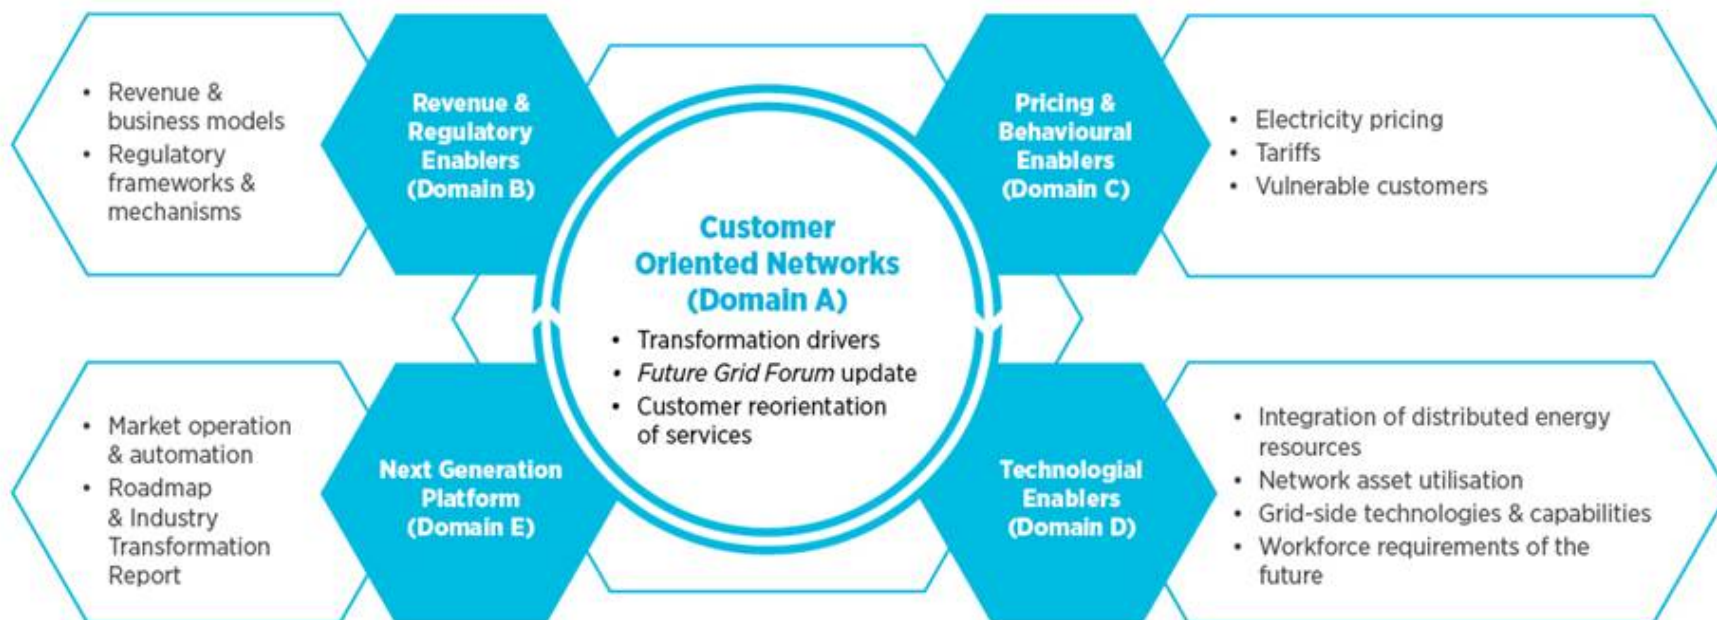 • Revenue &
business models
• Regulatory
frameworks &
mechanisms
Revenue &
Regulatory
Enablers
(Domain B)
Pricing &
Behavioural
Enablers
(Domain C)
• Electricity pricing
• Tariffs
• Vulnerable customers
Customer
Oriented Networks
(Domain A)
• Transformation drivers
• Future Grid Forum update
• Customer reorientation
of services
• Market operation
& automation
• Roadmap
& Industry
Transformation
Report
Next Generation
Platform
(Domain E)
Technologial
Enablers
(Domain D)
• Integration of distributed energy
resources
• Network asset utilisation
• Grid-side technologies & capabilities
• Workforce requirements of the
future